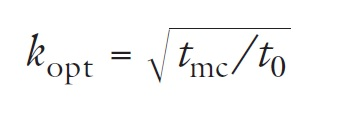 k_opt = √(t_mc/t_0)